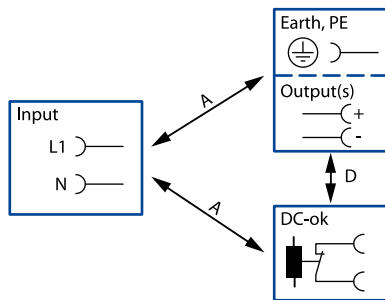 Earth, PE
Output(s)
+
-
A
Input
L1
N
A
D
DC-ok